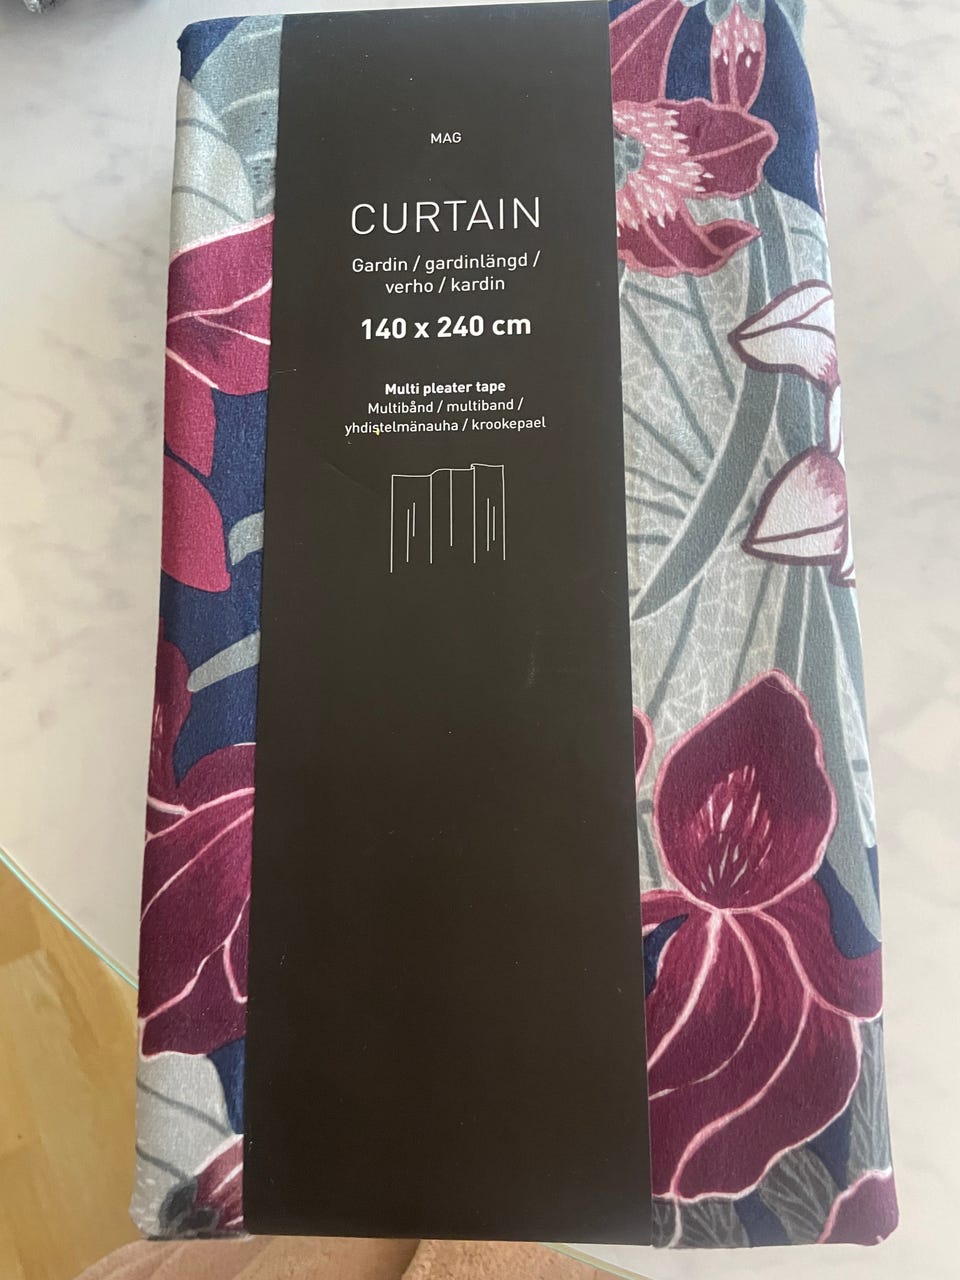 MAG
CURTAIN
Gardin / gardinlängd /
verho / kardin
140 x 240 cm
Multi pleater tape
Multibånd / multiband /
yhdistelmänauha / krookepael